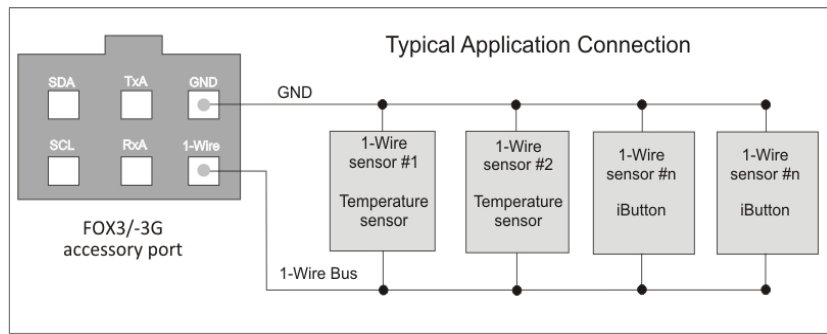 Typical Application Connection
SDA
TxA
GND
SCL
RxA
1-Wire
FOX3/-3G
accessory port
GND
1-Wire Bus
1-Wire
sensor #1
Temperature
sensor
1-Wire
sensor #2
Temperature
sensor
1-Wire
sensor #n
iButton
1-Wire
sensor #n
iButton